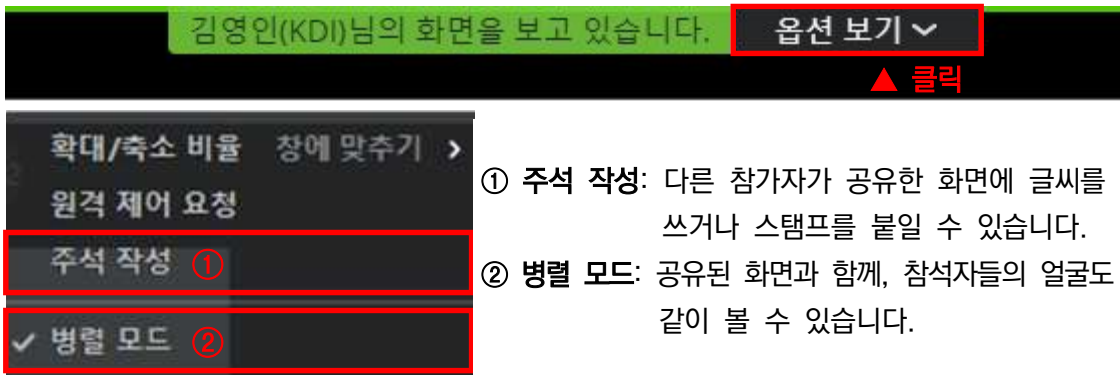 김영인(KDI)님의 화면을 보고 있습니다. 옵션 보기
▲ 클릭
확대/축소 비율 창에 맞추기 >
원격 제어 요청
주석 작성 ①
✓ 병렬 모드 ②
① 주석 작성: 다른 참가자가 공유한 화면에 글씨를
쓰거나 스탬프를 붙일 수 있습니다.
② 병렬 모드: 공유된 화면과 함께, 참석자들의 얼굴도
같이 볼 수 있습니다.